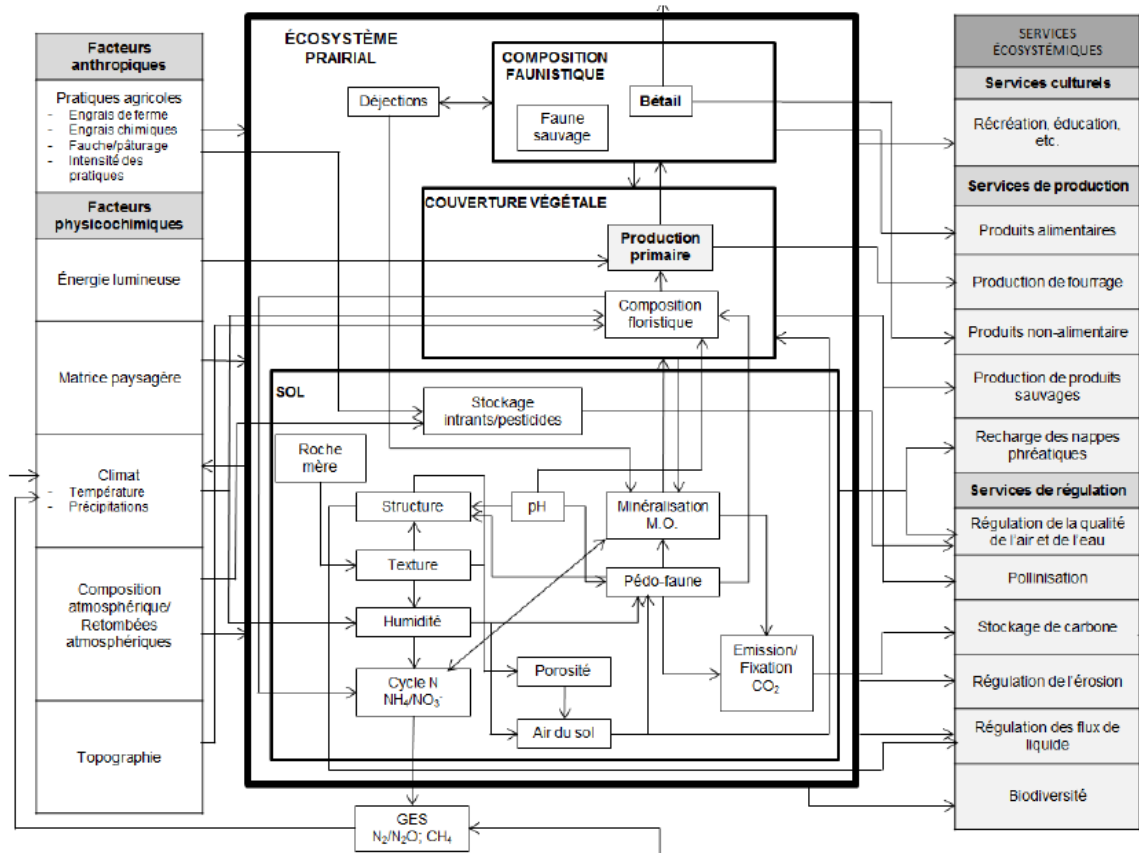 Facteurs
anthropiques
Pratiques agricoles
- Engrais de ferme
- Engrais chimiques
- Fauche/pâturage
- Intensité des
pratiques
Facteurs
physicochimiques
Énergie lumineuse
Matrice paysagère
Climat
- Température
- Précipitations
Composition
atmosphérique/
Retombées
atmosphériques
Topographie
ÉCOSYSTÈME
PRAIRIAL
COMPOSITION
FAUNISTIQUE
Déjections
Faune
sauvage
Bétail
COUVERTURE VÉGÉTALE
Production
primaire
Composition
floristique
SOL
Stockage
intrants/pesticides
Roche
mère
Structure
pH
Minéralisation
M.O.
Texture
Pédo-faune
Humidité
Emission/
Fixation
CO₂
Cycle N
NH₄/NO₃⁻
Porosité
Air du sol
GES
N₂/N₂O; CH₄
SERVICES
ÉCOSYSTÉMIQUES
Services culturels
Récréation, éducation,
etc.
Services de production
Produits alimentaires
Production de fourrage
Produits non-alimentaire
Production de produits
sauvages
Recharge des nappes
phréatiques
Services de régulation
Régulation de la qualité
de l'air et de l'eau
Pollinisation
Stockage de carbone
Régulation de l'érosion
Régulation des flux de
liquide
Biodiversité